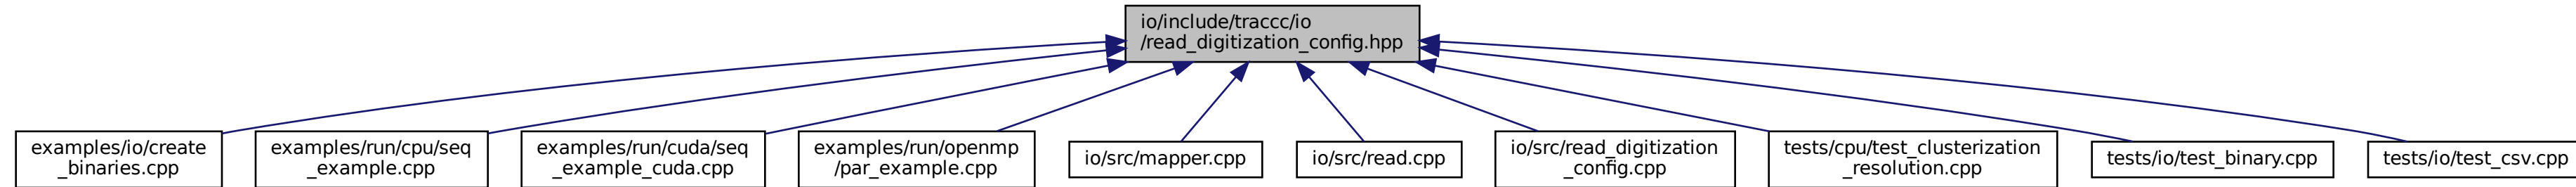 io/include/traccc/io
/read_digitization_config.hpp
examples/io/create
_binaries.cpp
examples/run/cpu/seq
_example.cpp
examples/run/cuda/seq
_example_cuda.cpp
examples/run/openmp
/par_example.cpp
io/src/mapper.cpp
io/src/read.cpp
io/src/read_digitization
_config.cpp
tests/cpu/test_clusterization
_resolution.cpp
tests/io/test_binary.cpp
tests/io/test_csv.cpp